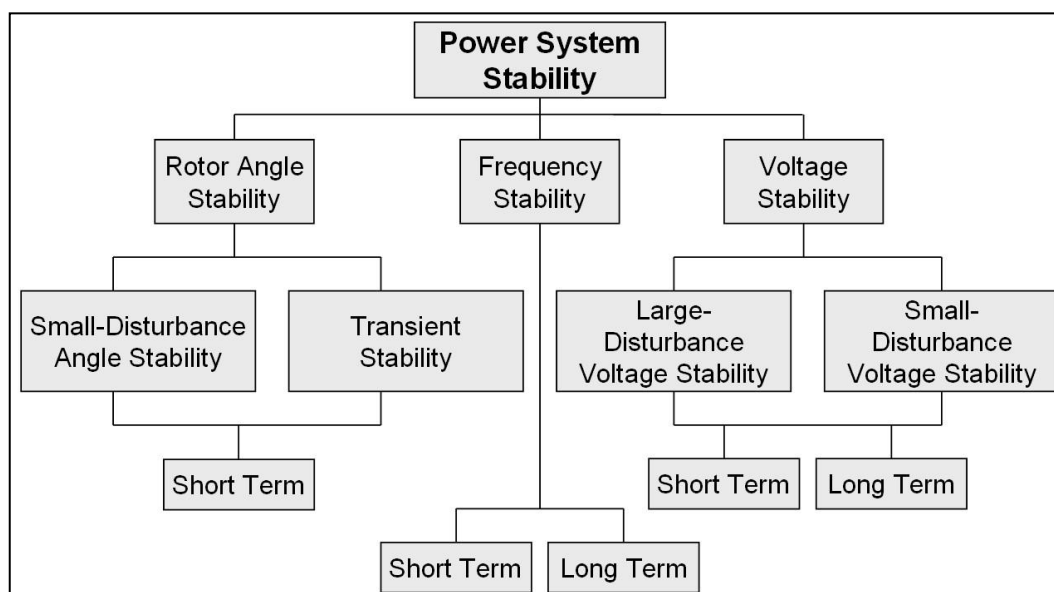 Power System
Stability
Rotor Angle
Stability
Frequency
Stability
Voltage
Stability
Small-Disturbance
Angle Stability
Transient
Stability
Large-
Disturbance
Voltage Stability
Small-
Disturbance
Voltage Stability
Short Term
Short Term
Long Term
Short Term
Long Term